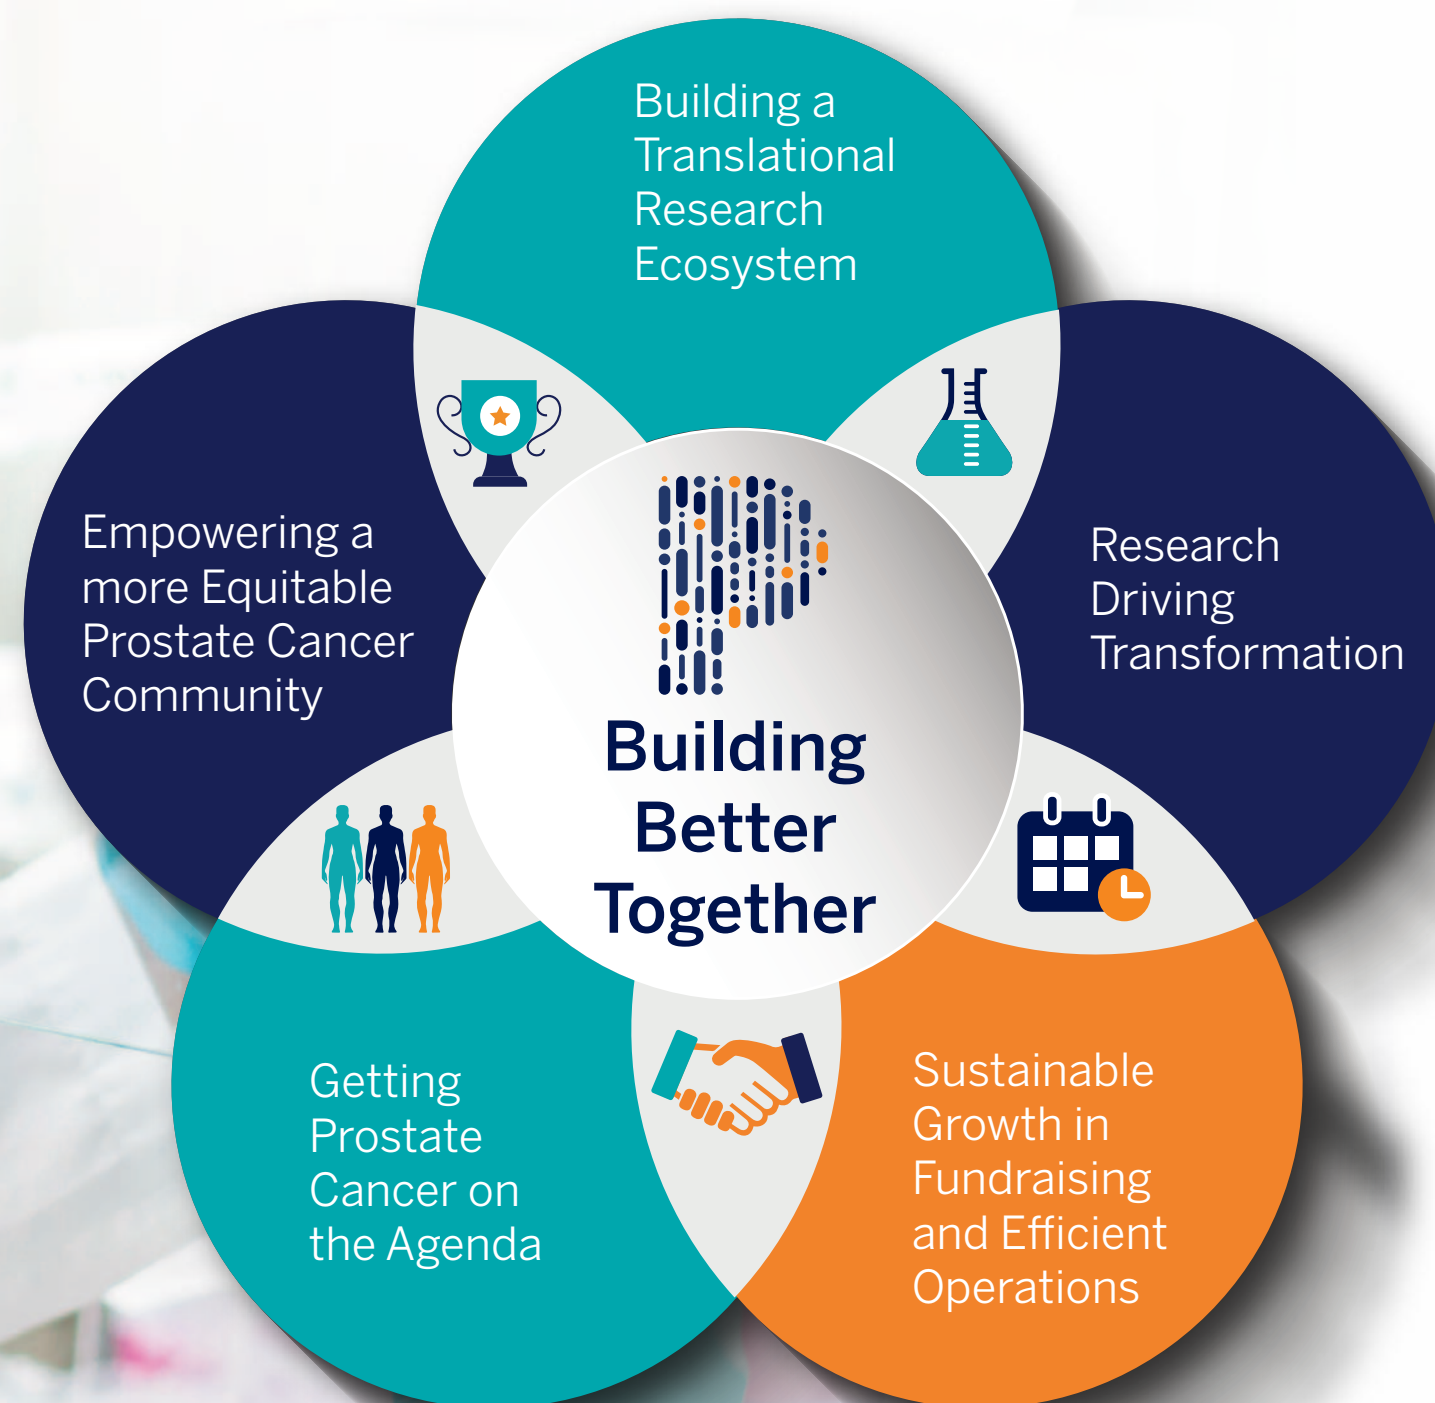 Building a
Translational
Research
Ecosystem
Empowering a
more Equitable
Prostate Cancer
Community
Research
Driving
Transformation
Building
Better
Together
Getting
Prostate
Cancer on
the Agenda
Sustainable
Growth in
Fundraising
and Efficient
Operations